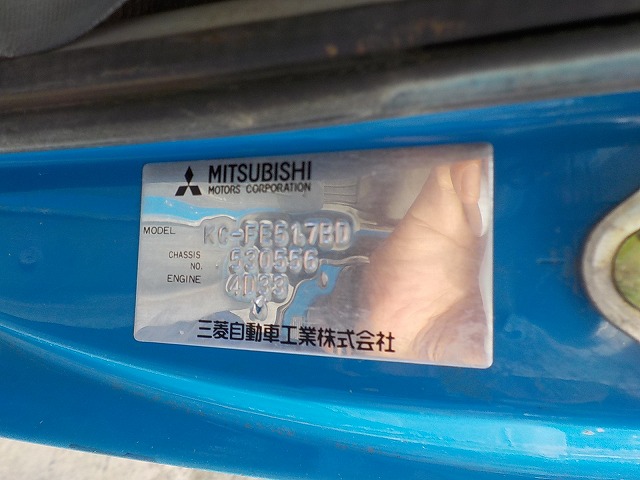 MITSUBISHI
MOTORS CORPORATION
MODEL KC-FE517BD
CHASSIS NO. 530556
ENGINE 4D33
三菱自動車工業株式会社